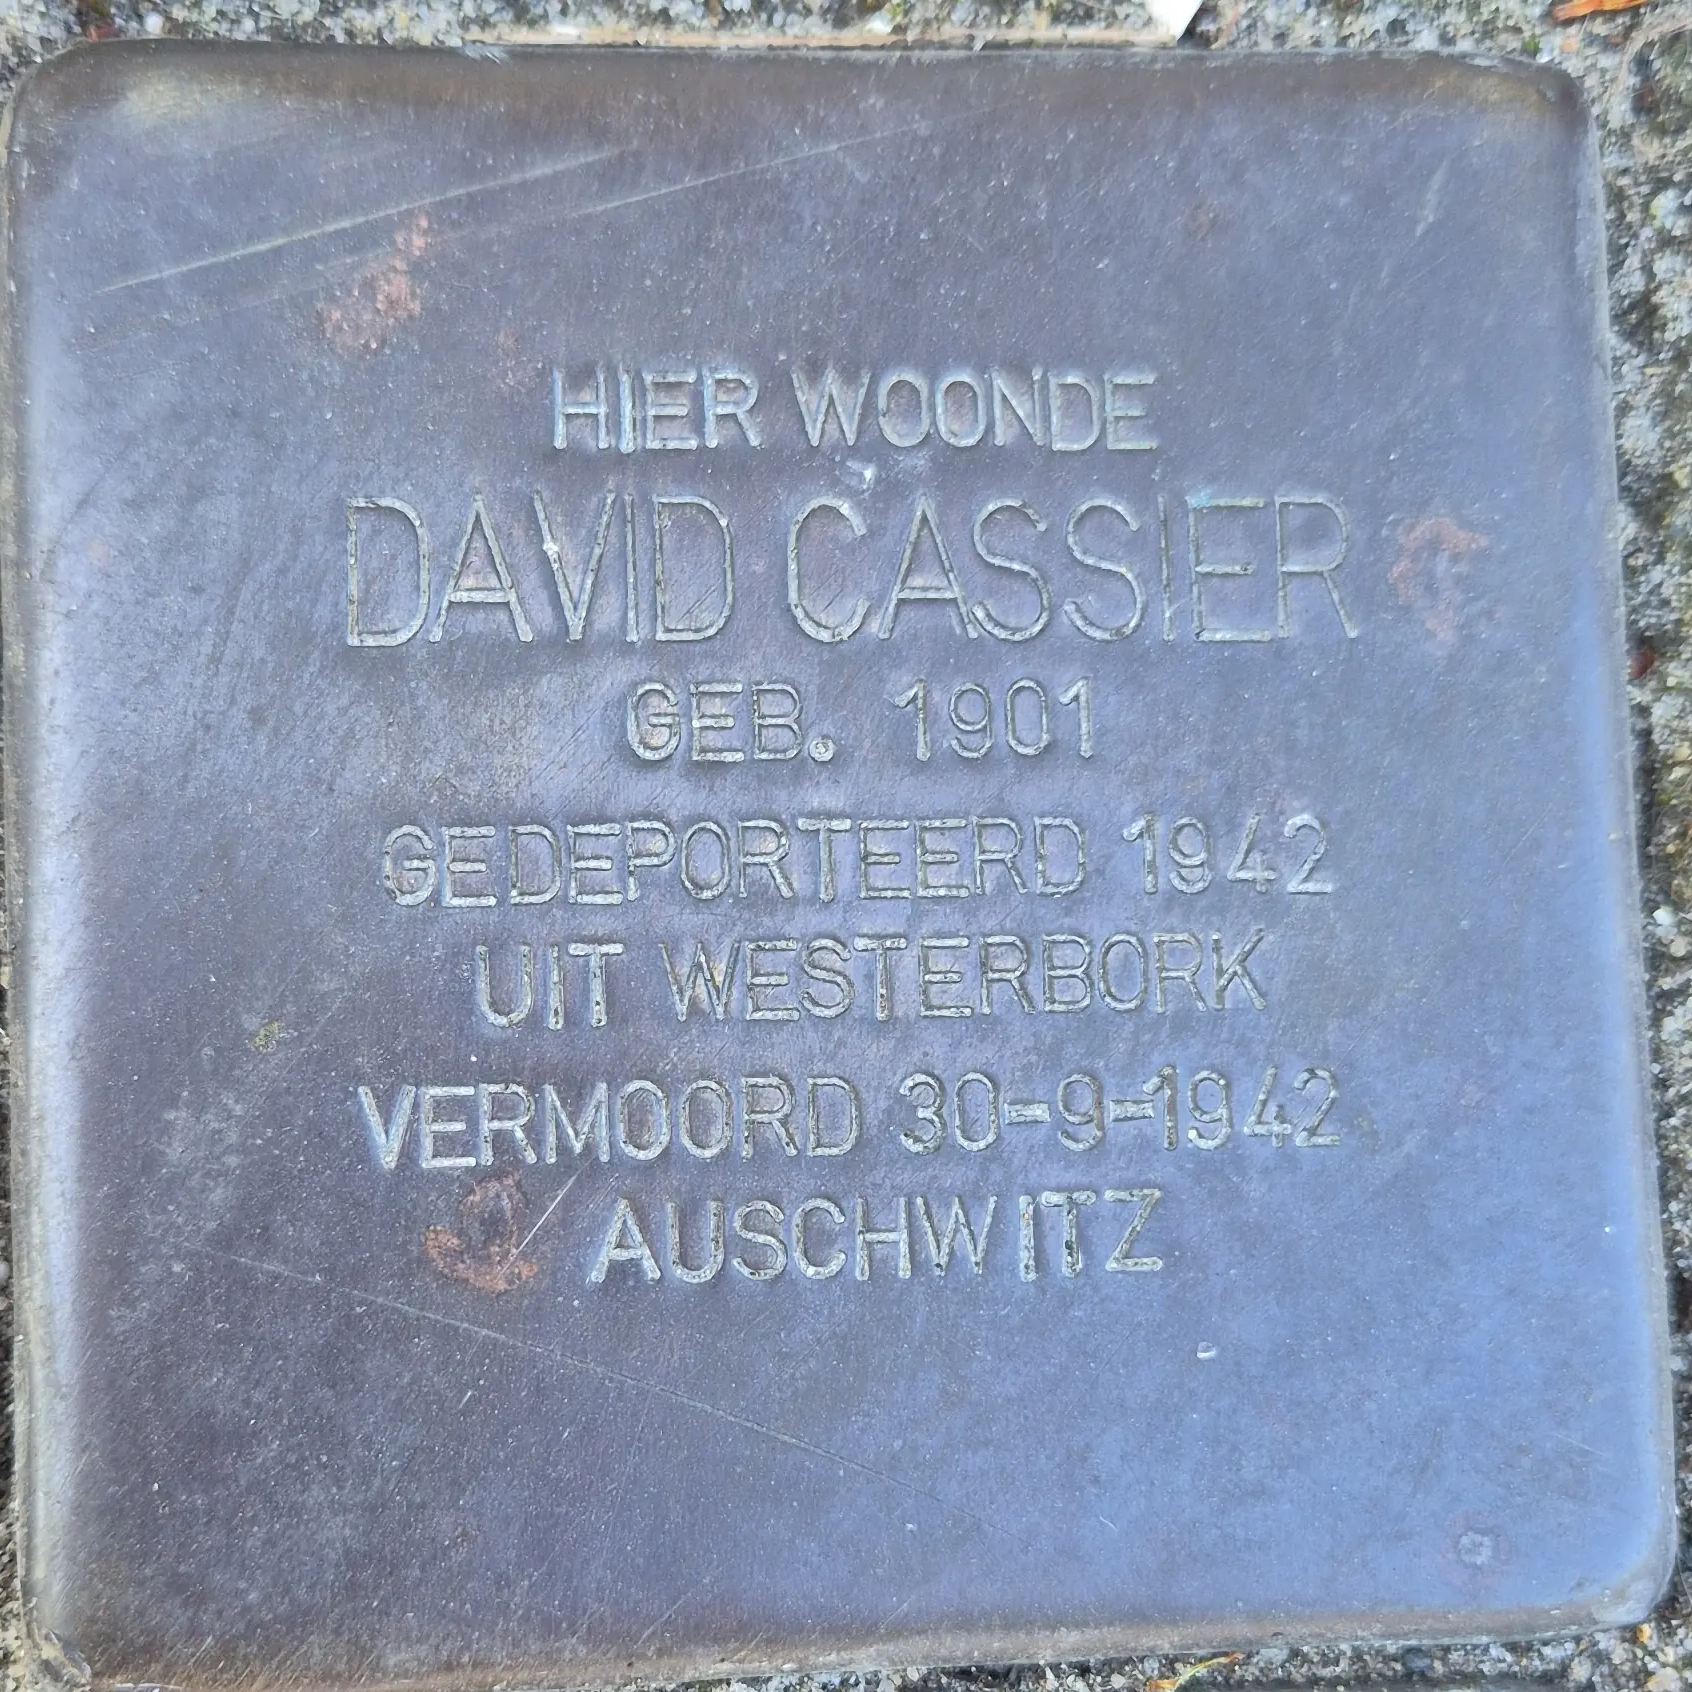 HIER WOONDE
DAVID CASSIER
GEB. 1901
GEDEPORTEERD 1942
UIT WESTERBORK
VERMOORD 30-9-1942
AUSCHWITZ